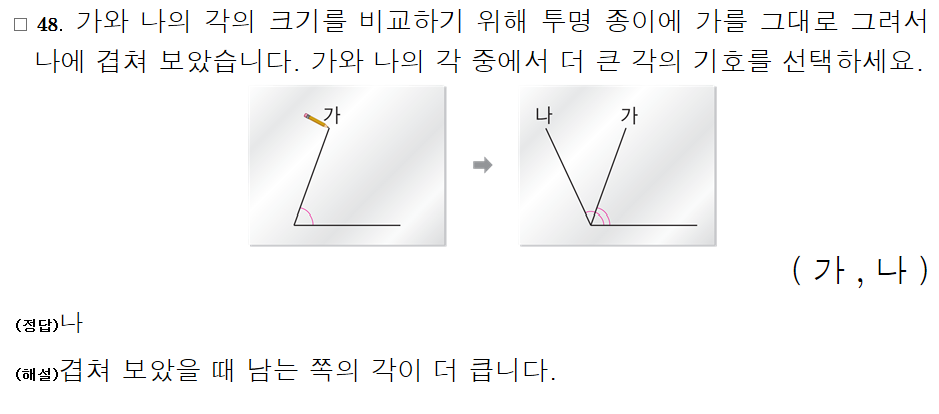 □ 48. 가와 나의 각의 크기를 비교하기 위해 투명 종이에 가를 그대로 그려서
나에 겹쳐 보았습니다. 가와 나의 각 중에서 더 큰 각의 기호를 선택하세요.
가
나 가
( 가 , 나 )
(정답)나
(해설)겹쳐 보았을 때 남는 쪽의 각이 더 큽니다.